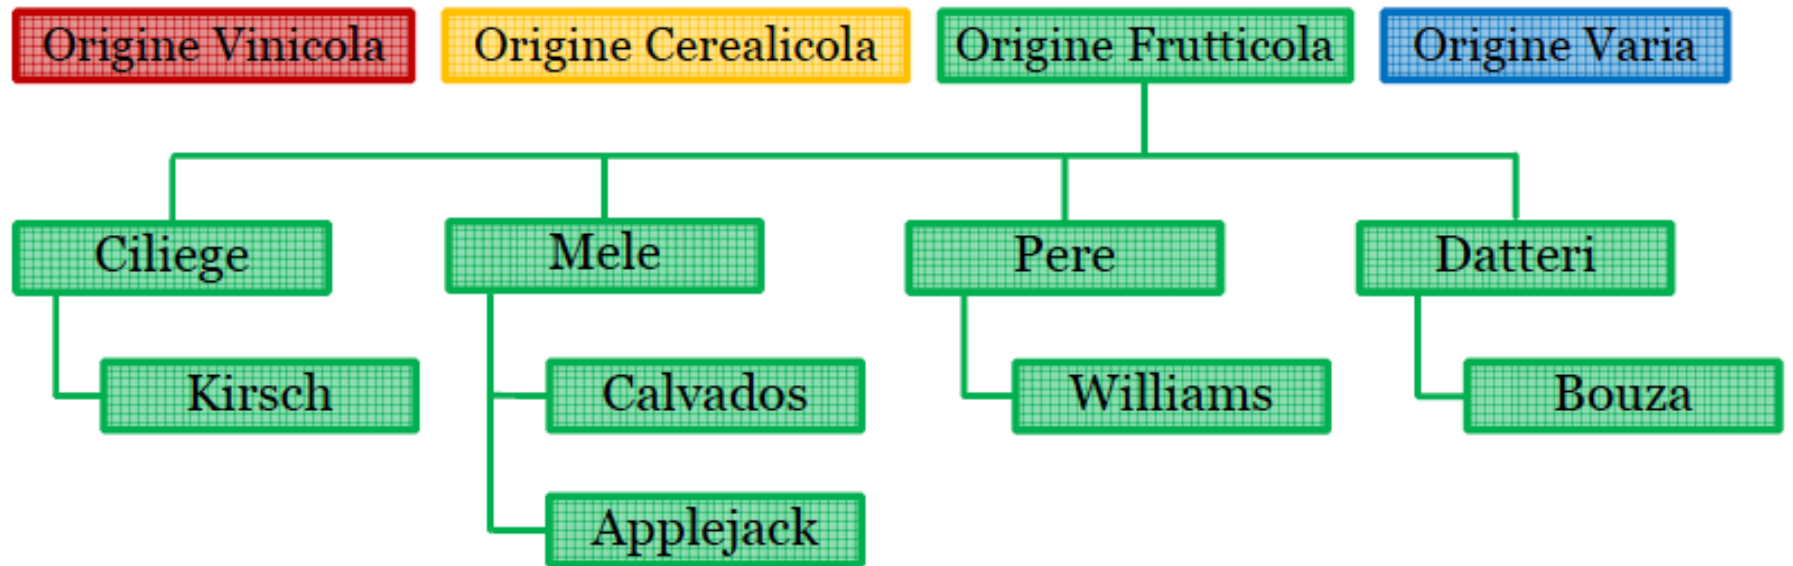 Origine Vinicola
Origine Cerealicola
Origine Frutticola
Origine Varia
Ciliege
Mele
Pere
Datteri
Kirsch
Calvados
Williams
Bouza
Applejack